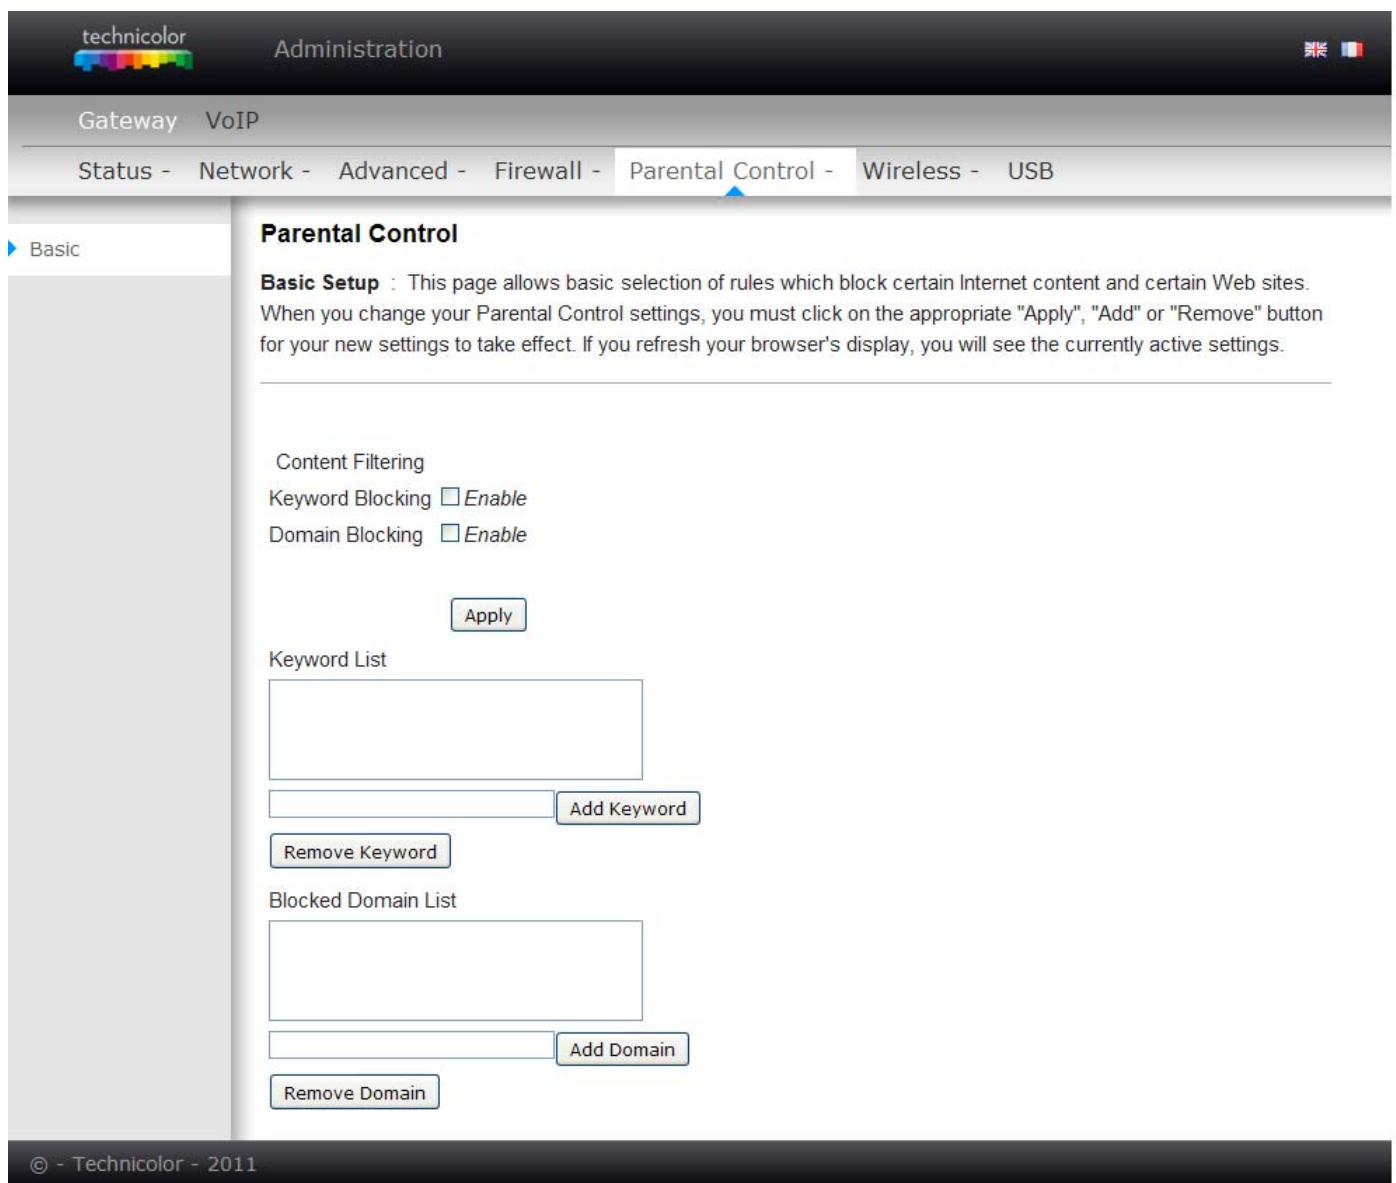 technicolor
Administration
Gateway VoIP
Status - Network - Advanced - Firewall - Parental Control - Wireless - USB
Basic
Parental Control
Basic Setup : This page allows basic selection of rules which block certain Internet content and certain Web sites.
When you change your Parental Control settings, you must click on the appropriate "Apply", "Add" or "Remove" button
for your new settings to take effect. If you refresh your browser's display, you will see the currently active settings.
Content Filtering
Keyword Blocking Enable
Domain Blocking Enable
Apply
Keyword List
Add Keyword
Remove Keyword
Blocked Domain List
Add Domain
Remove Domain
© - Technicolor - 2011